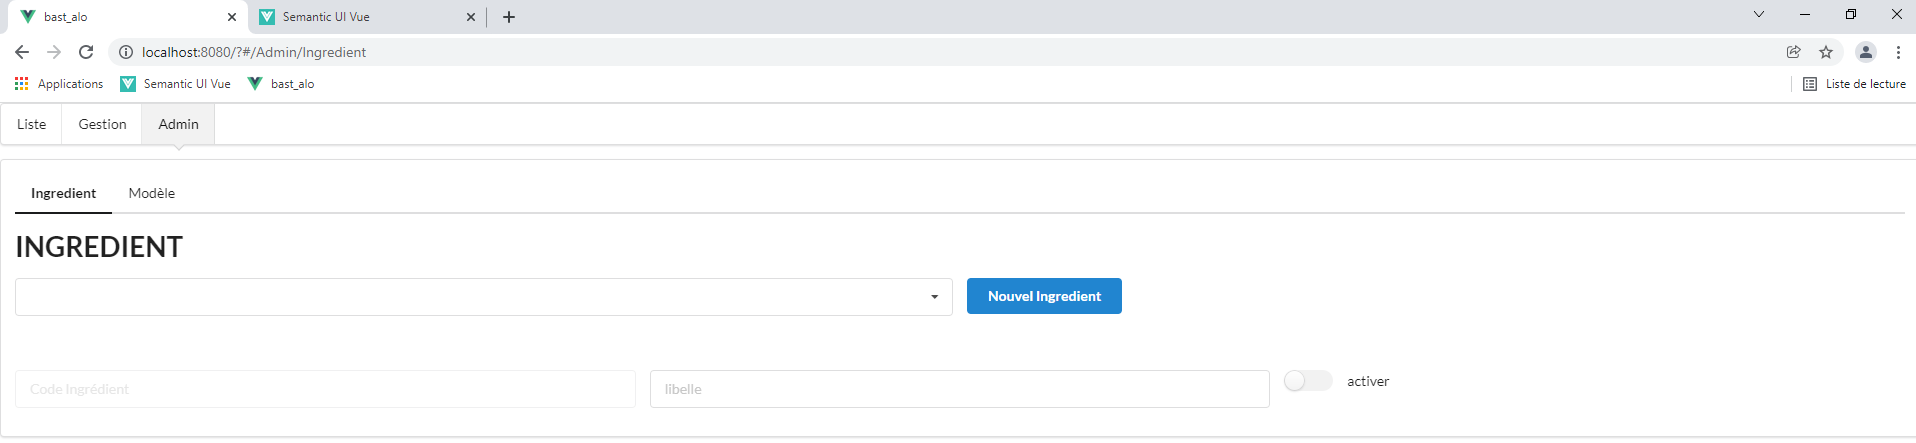 bast_alo
Semantic UI Vue
localhost:8080/?#/Admin/Ingredient
Applications
Semantic UI Vue
bast_alo
Liste de lecture
Liste
Gestion
Admin
Ingredient
Modèle
INGREDIENT
Nouvel Ingredient
Code Ingrédient
libelle
activer